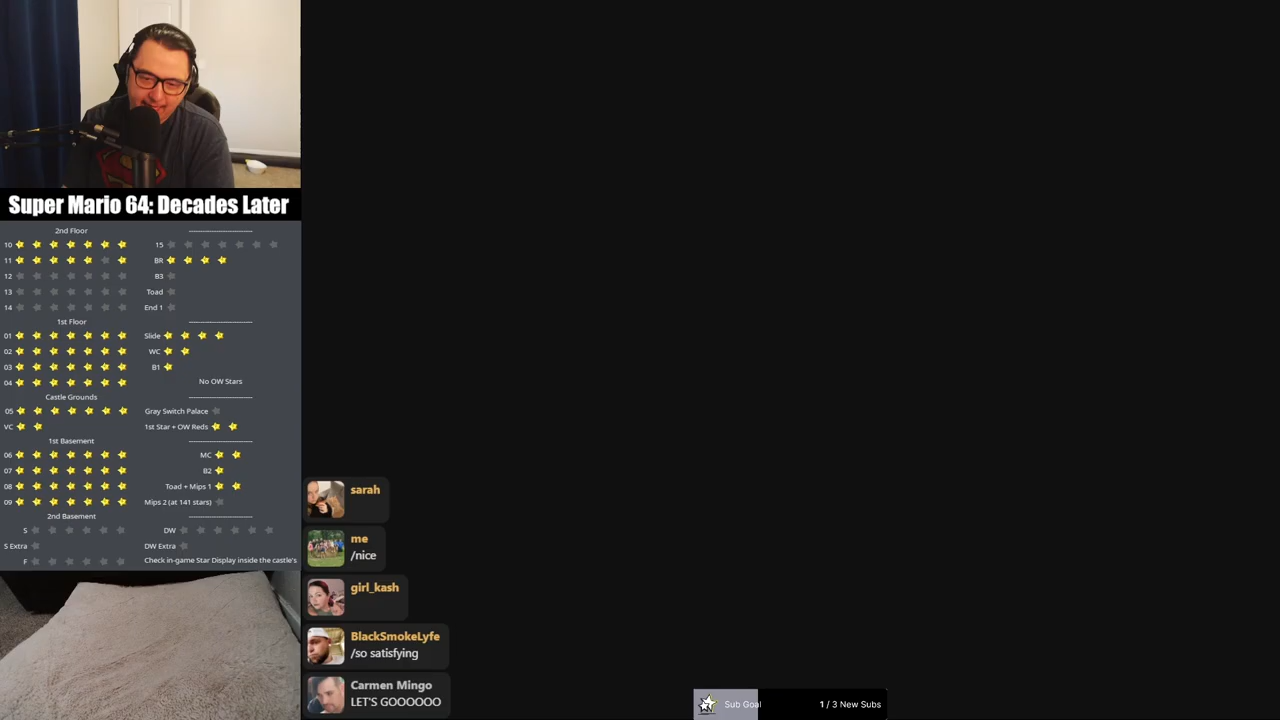 Super Mario 64: Decades Later
2nd Floor
--------------------
10
15
11
BR
12
B3
13
Toad
14
End 1
1st Floor
--------------------
01
Slide
02
WC
03
B1
04
No OW Stars
Castle Grounds
--------------------
05
Gray Switch Palace
VC
1st Star + OW Reds
1st Basement
--------------------
06
MC
07
B2
08
Toad + Mips 1
09
Mips 2 (at 141 stars)
2nd Basement
--------------------
S
DW
S Extra
DW Extra
F
Check in-game Star Display inside the castle's
sarah
me
/nice
girl_kash
BlackSmokeLyfe
/so satisfying
Carmen Mingo
LET'S GOOOOOO
Sub Goal
1 / 3 New Subs